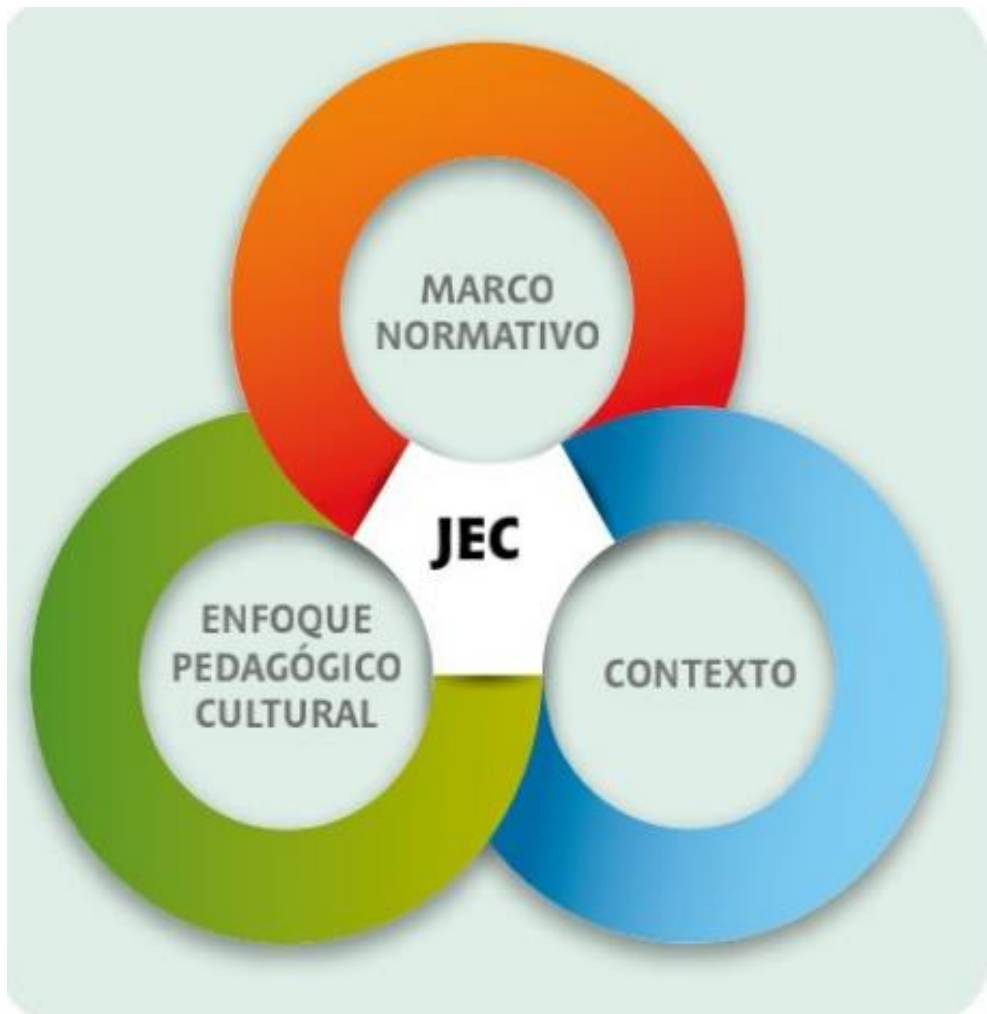 MARCO
NORMATIVO
JEC
ENFOQUE
PEDAGÓGICO
CULTURAL
CONTEXTO